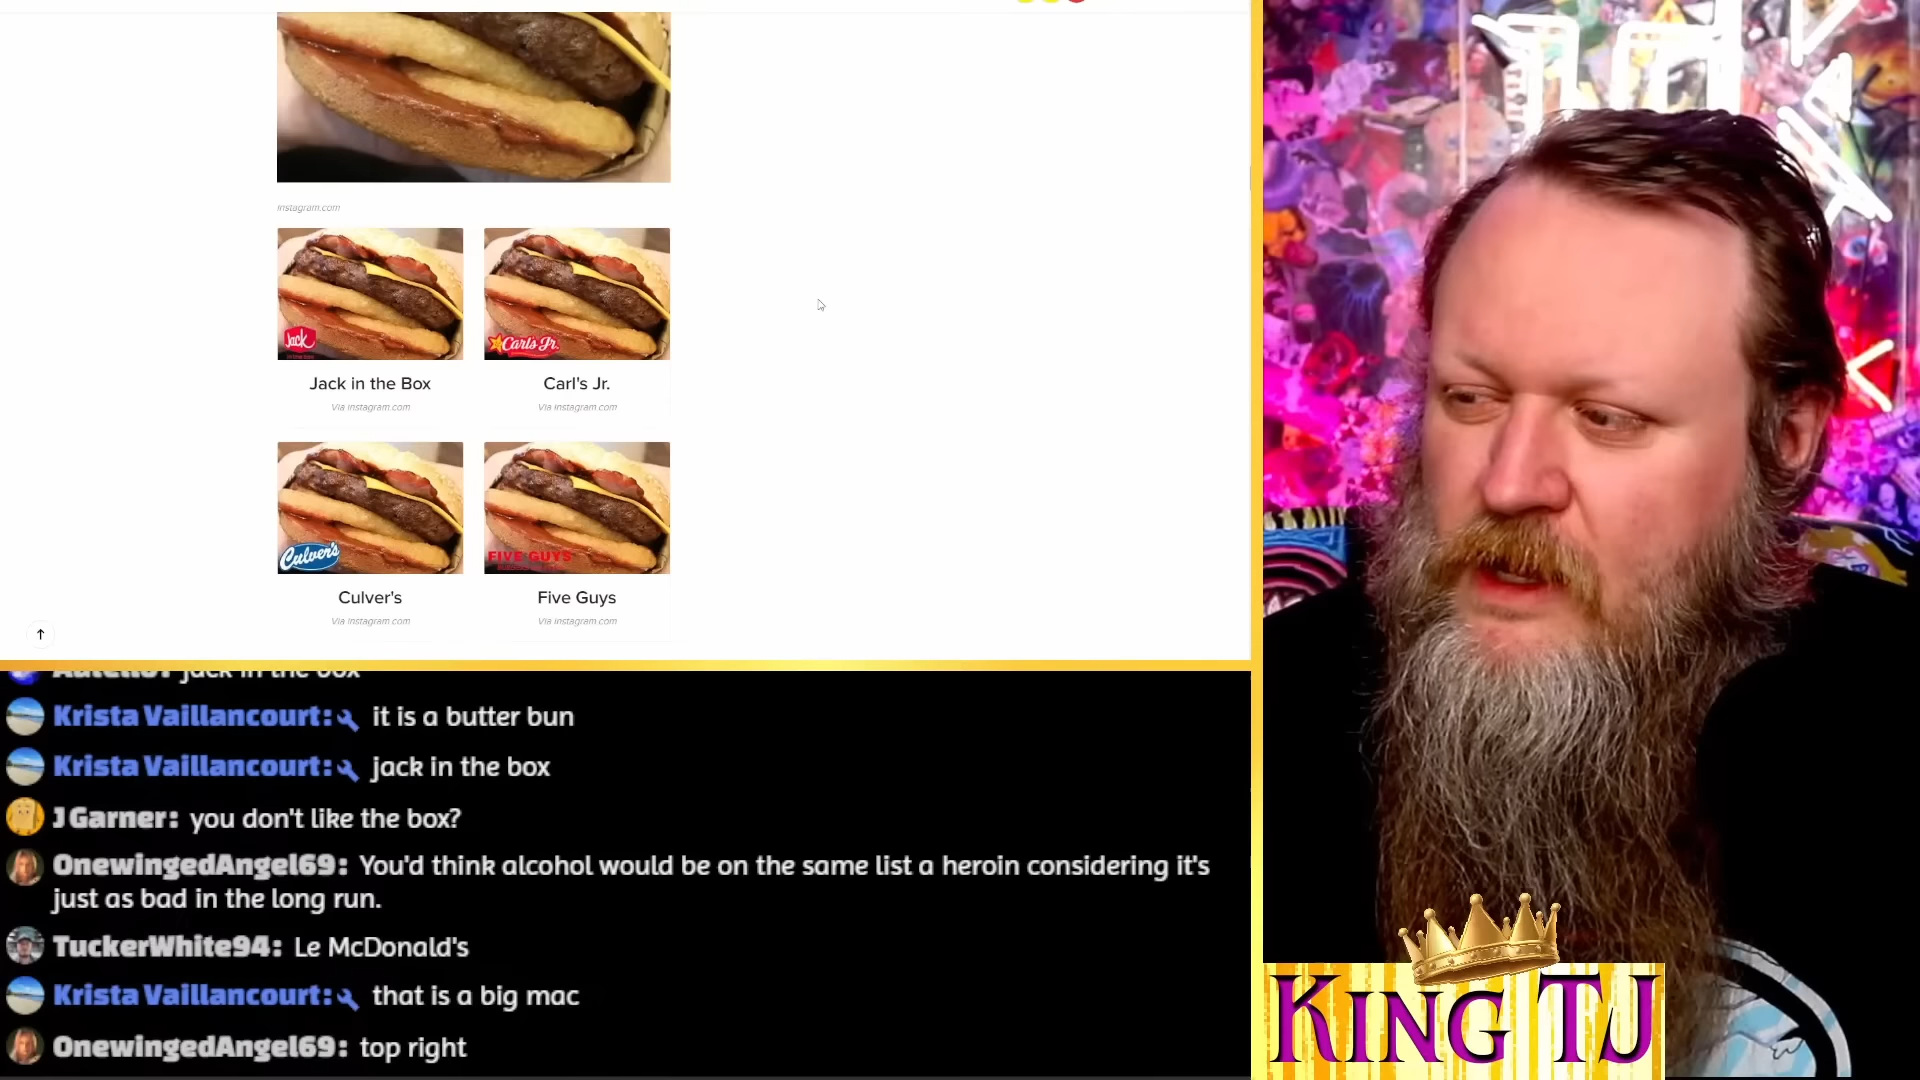 instagram.com
Jack
Carl's Jr.
Jack in the Box
Carl's Jr.
Via instagram.com
Via instagram.com
Culver's
FIVE GUYS
Culver's
Five Guys
Via instagram.com
Via instagram.com
jack in the box
Krista Vaillancourt: it is a butter bun
Krista Vaillancourt: jack in the box
J Garner: you don't like the box?
OnewingedAngel69: You'd think alcohol would be on the same list a heroin considering it's
just as bad in the long run.
TuckerWhite94: Le McDonald's
Krista Vaillancourt: that is a big mac
OnewingedAngel69: top right
KING TJ